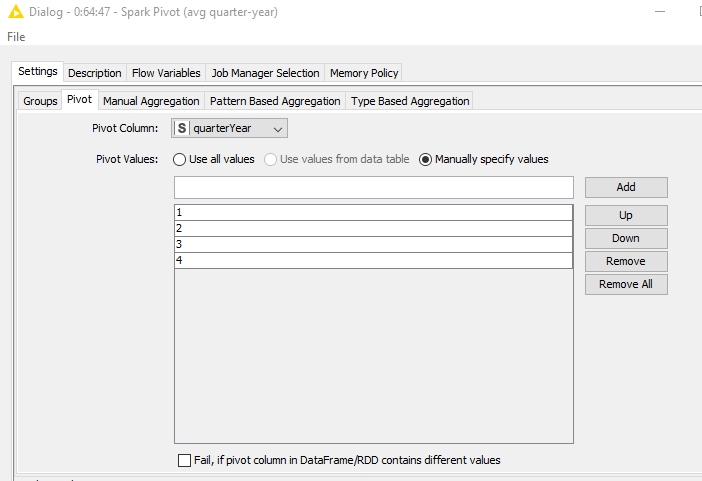 Dialog - 0:64:47 - Spark Pivot (avg quarter-year)
File
Settings Description Flow Variables Job Manager Selection Memory Policy
Groups Pivot Manual Aggregation Pattern Based Aggregation Type Based Aggregation
Pivot Column: S quarterYear
Pivot Values: Use all values Use values from data table Manually specify values
Add
1 Up
2 Down
3 Remove
4 Remove All
Fail, if pivot column in DataFrame/RDD contains different values